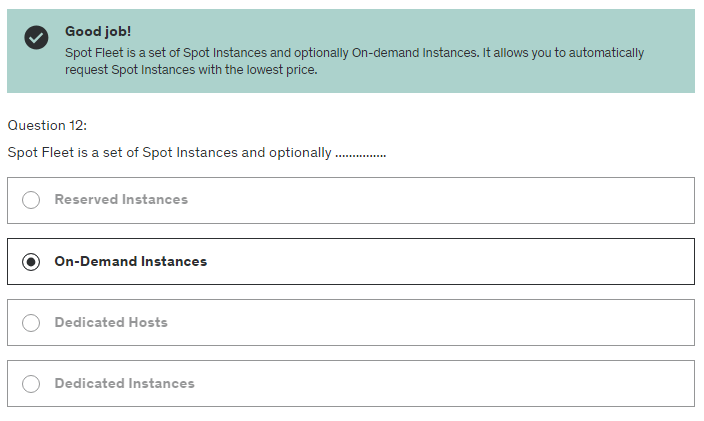 Good job!
Spot Fleet is a set of Spot Instances and optionally On-demand Instances. It allows you to automatically
request Spot Instances with the lowest price.
Question 12:
Spot Fleet is a set of Spot Instances and optionally ...............
Reserved Instances
On-Demand Instances
Dedicated Hosts
Dedicated Instances